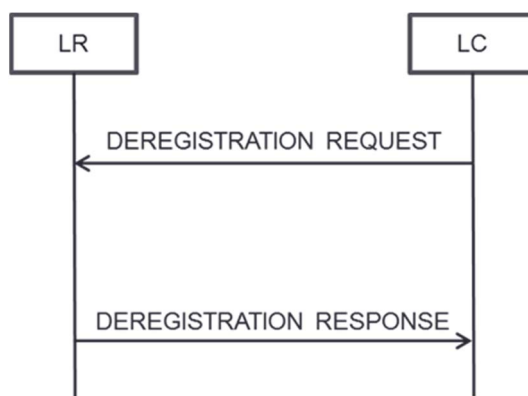 LR
LC
DEREGISTRATION REQUEST
DEREGISTRATION RESPONSE